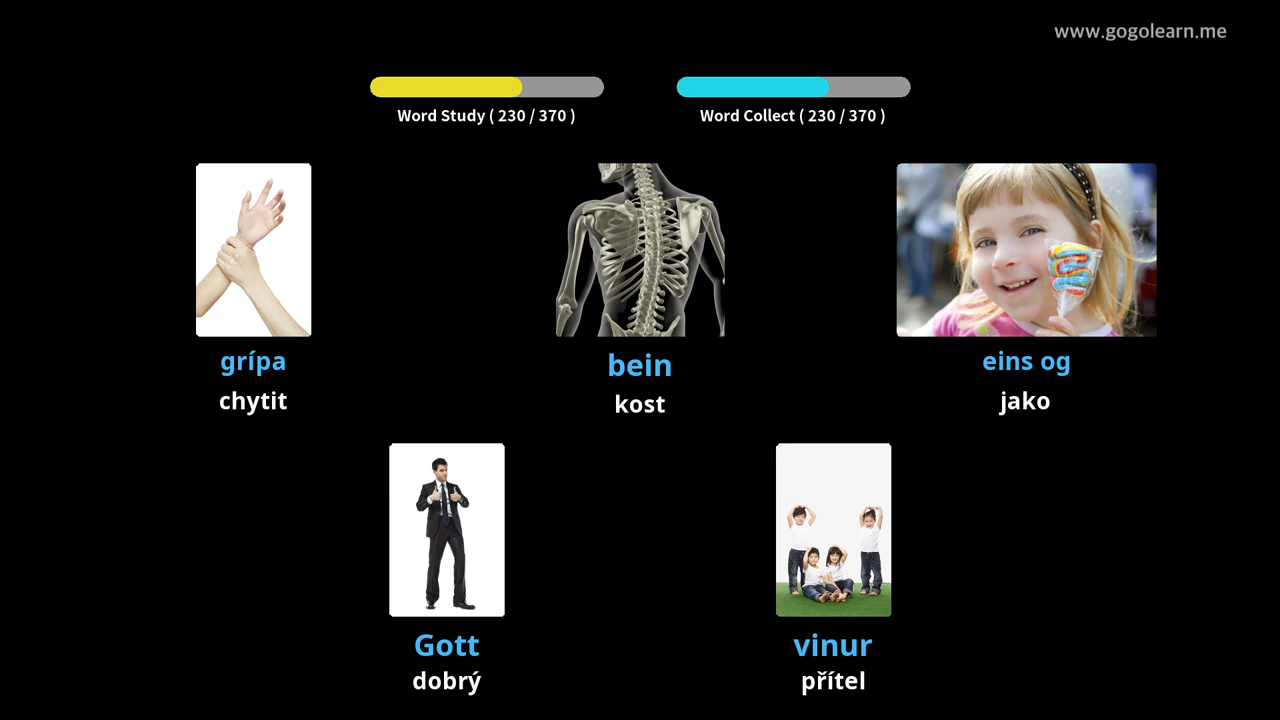 www.gogolearn.me
Word Study ( 230 / 370 )
Word Collect ( 230 / 370 )
grípa
chytit
bein
kost
eins og
jako
Gott
dobrý
vinur
přítel